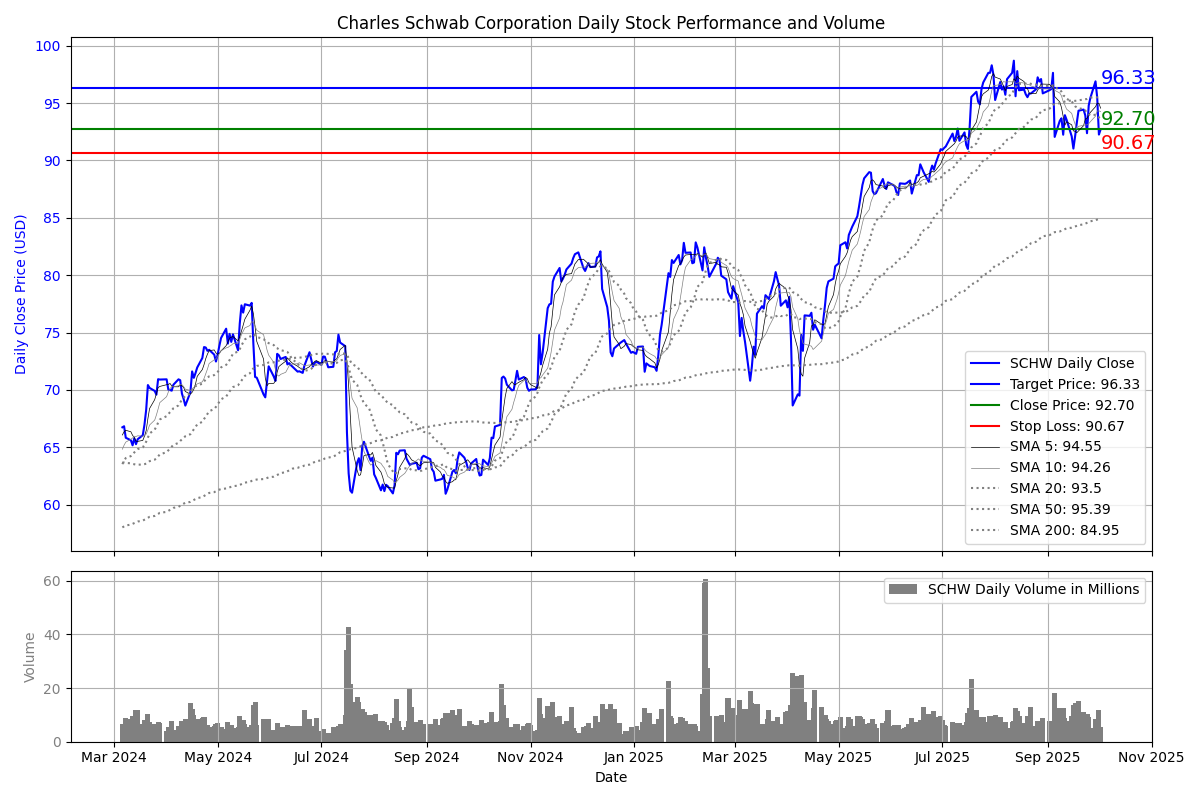 Charles Schwab Corporation Daily Stock Performance and Volume
Daily Close Price (USD)
100
95
90
85
80
75
70
65
60
96.33
92.70
90.67
SCHW Daily Close
Target Price: 96.33
Close Price: 92.70
Stop Loss: 90.67
SMA 5: 94.55
SMA 10: 94.26
SMA 20: 93.5
SMA 50: 95.39
SMA 200: 84.95
Volume
60
40
20
0
SCHW Daily Volume in Millions
Mar 2024 May 2024 Jul 2024 Sep 2024 Nov 2024 Jan 2025 Mar 2025 May 2025 Jul 2025 Sep 2025 Nov 2025
Date